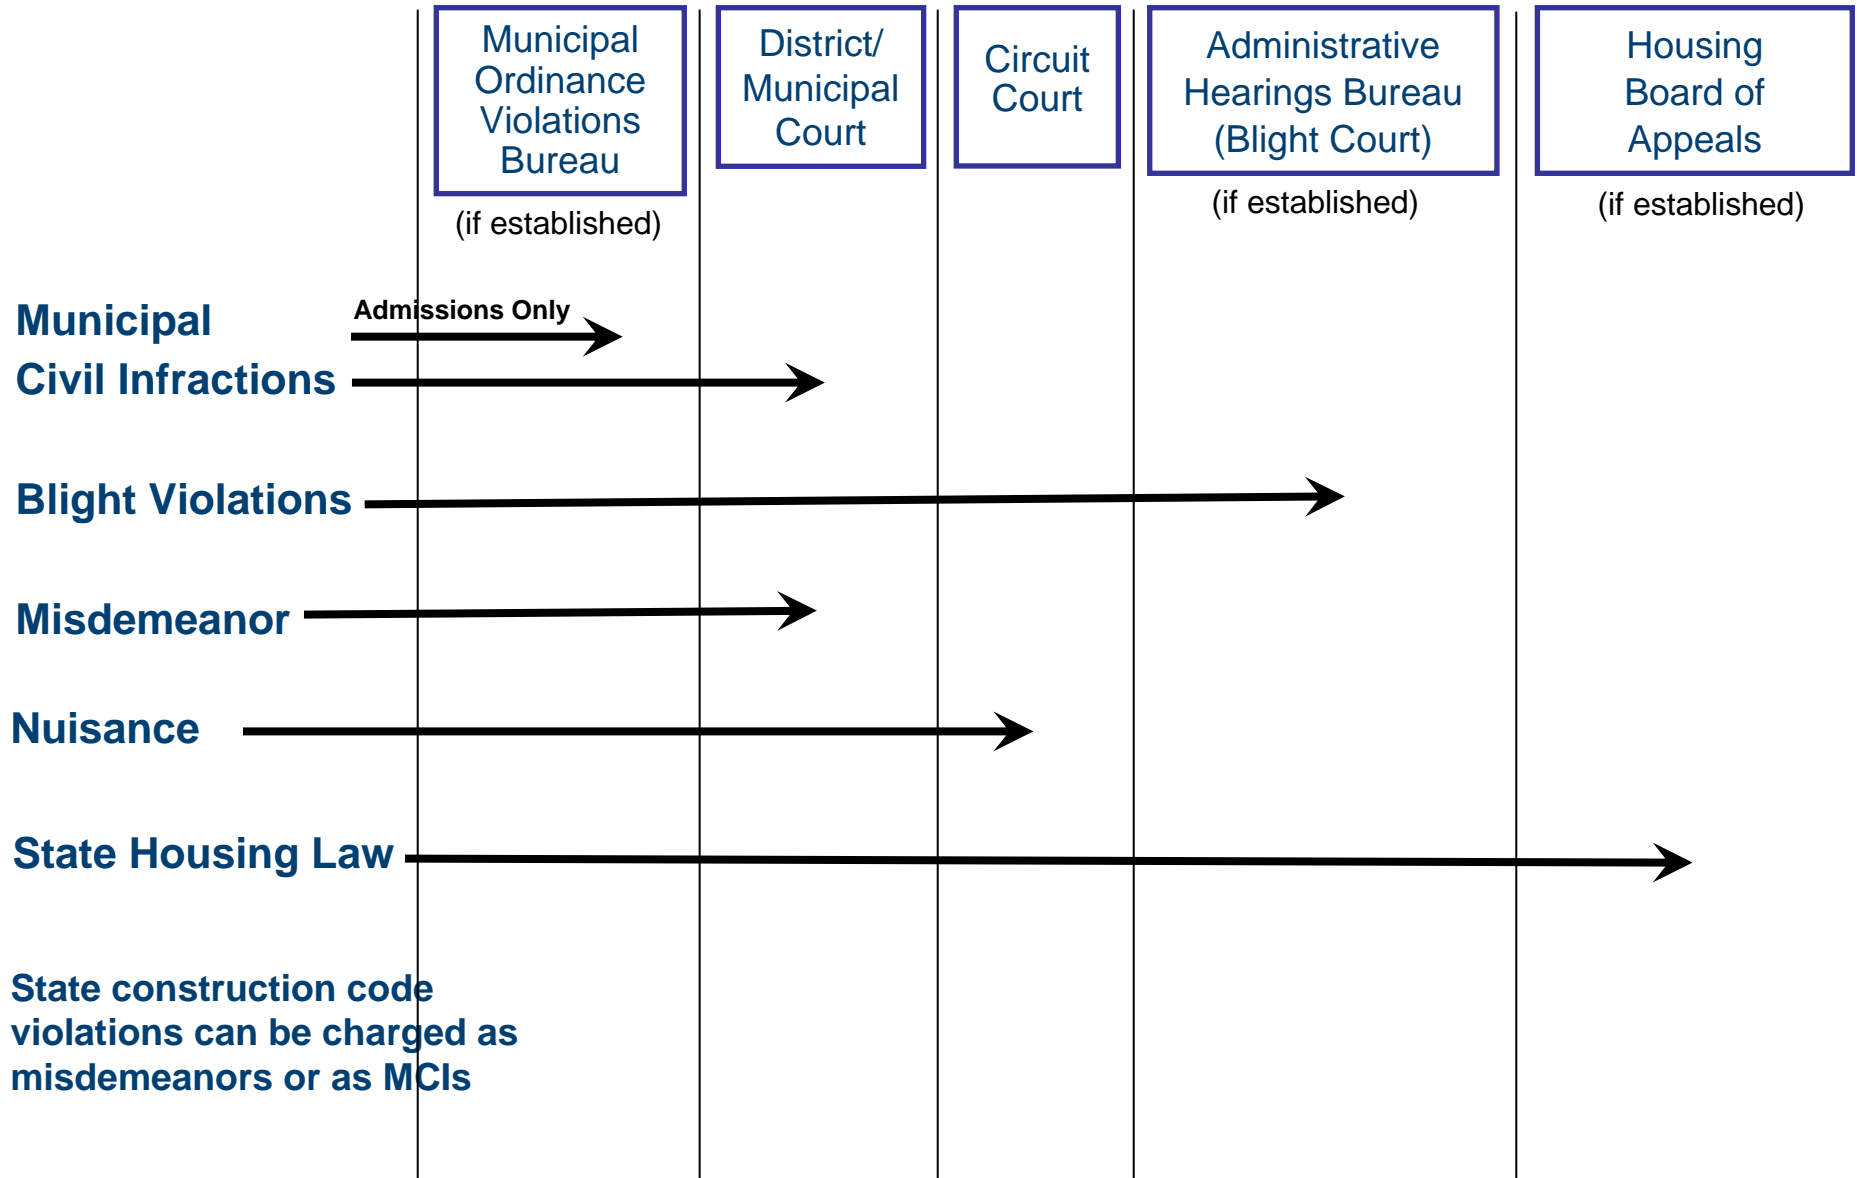 Municipal
Ordinance
Violations
Bureau
(if established)
District/
Municipal
Court
Circuit
Court
Administrative
Hearings Bureau
(Blight Court)
(if established)
Housing
Board of
Appeals
(if established)
Municipal
Civil Infractions
Admissions Only
Blight Violations
Misdemeanor
Nuisance
State Housing Law
State construction code
violations can be charged as
misdemeanors or as MCIs